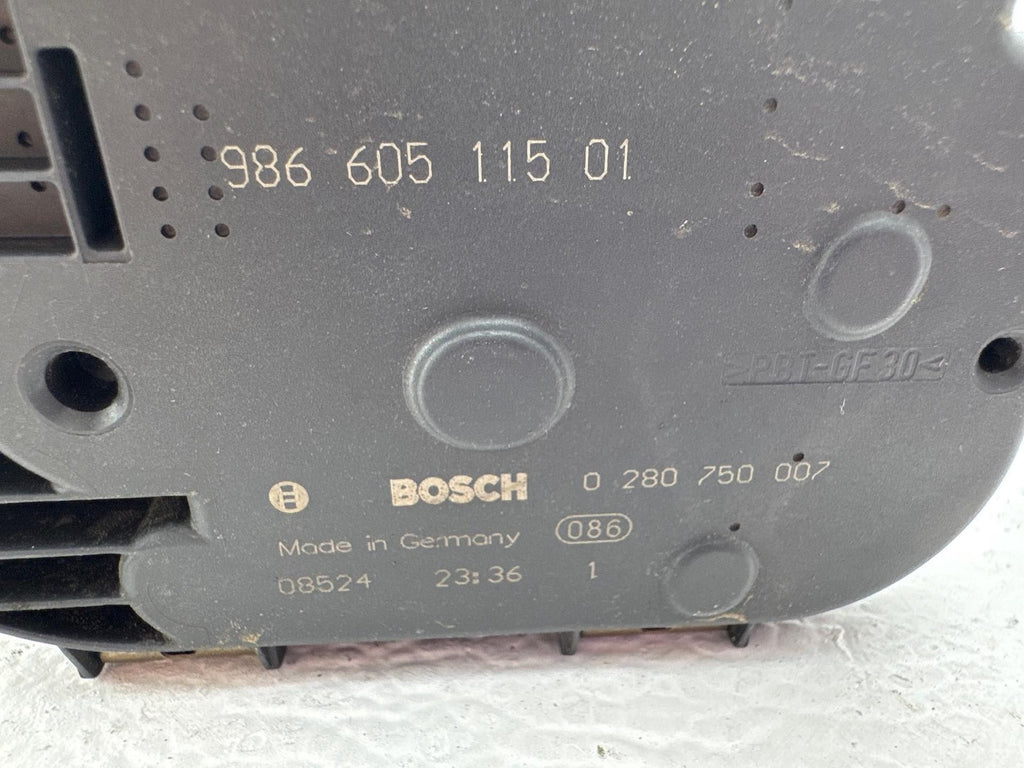 986 605 115 01
>PBT-GF30<
BOSCH 0 280 750 007
Made in Germany 086
08524 23:36 1